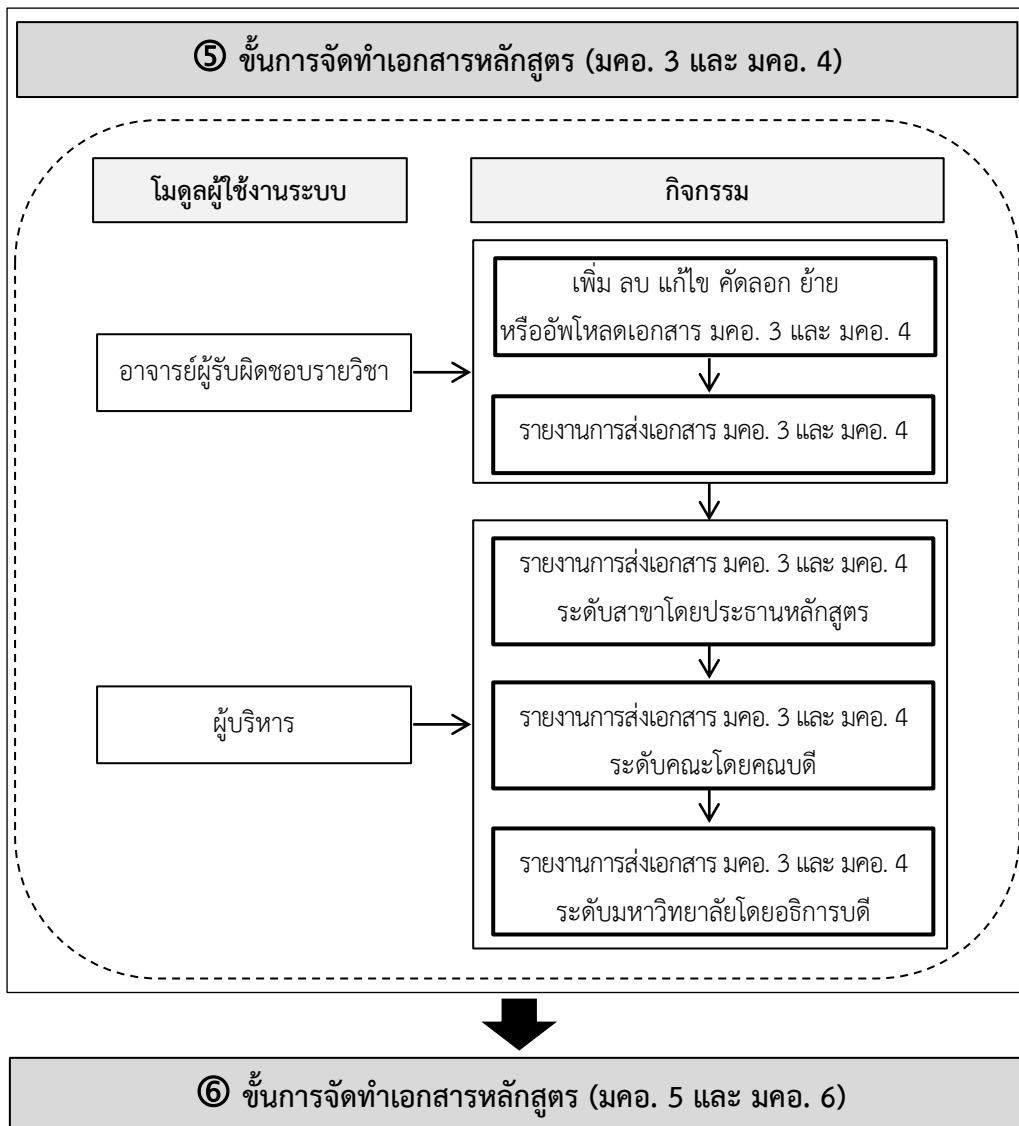 ⑤ ขั้นการจัดทำเอกสารหลักสูตร (มคอ. 3 และ มคอ. 4)
โมดูลผู้ใช้งานระบบ
กิจกรรม
เพิ่ม ลบ แก้ไข คัดลอก ย้าย
หรืออัพโหลดเอกสาร มคอ. 3 และ มคอ. 4
อาจารย์ผู้รับผิดชอบรายวิชา
รายงานการส่งเอกสาร มคอ. 3 และ มคอ. 4
รายงานการส่งเอกสาร มคอ. 3 และ มคอ. 4
ระดับสาขาโดยประธานหลักสูตร
ผู้บริหาร
รายงานการส่งเอกสาร มคอ. 3 และ มคอ. 4
ระดับคณะโดยคณบดี
รายงานการส่งเอกสาร มคอ. 3 และ มคอ. 4
ระดับมหาวิทยาลัยโดยอธิการบดี
⑥ ขั้นการจัดทำเอกสารหลักสูตร (มคอ. 5 และ มคอ. 6)